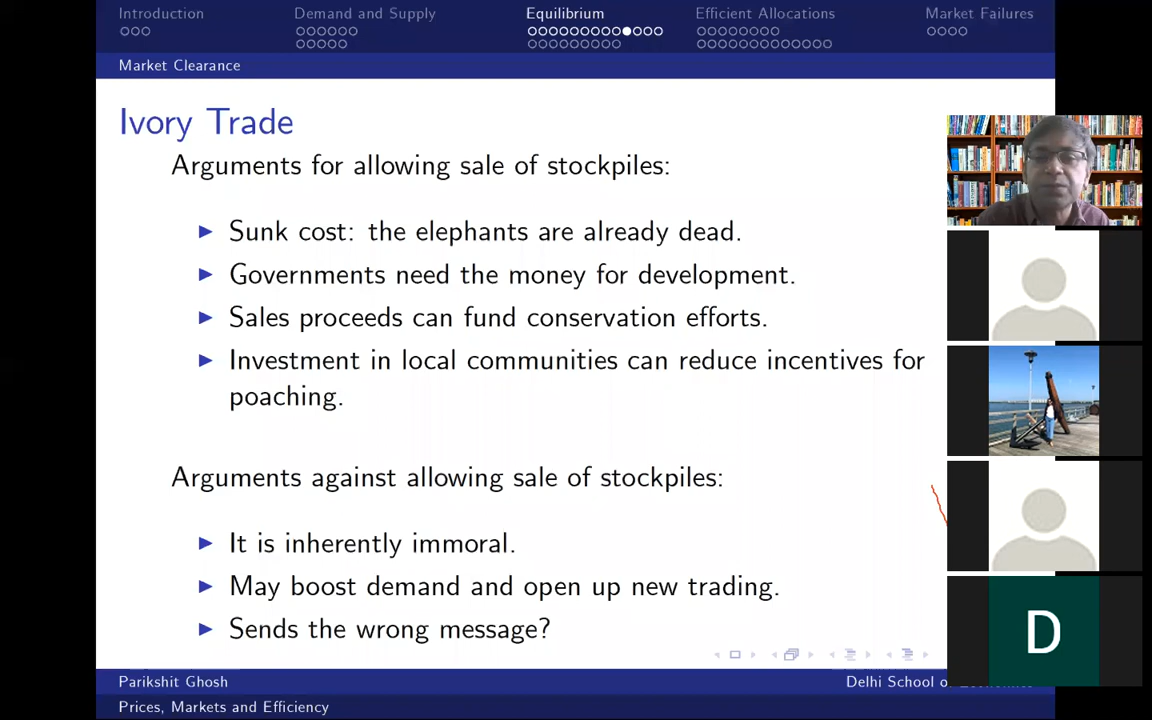 Introduction
Demand and Supply
Equilibrium
Efficient Allocations
Market Failures
Market Clearance
Ivory Trade
Arguments for allowing sale of stockpiles:
Sunk cost: the elephants are already dead.
Governments need the money for development.
Sales proceeds can fund conservation efforts.
Investment in local communities can reduce incentives for
poaching.
Arguments against allowing sale of stockpiles:
It is inherently immoral.
May boost demand and open up new trading.
Sends the wrong message?
D
Parikshit Ghosh
Delhi School
Prices, Markets and Efficiency